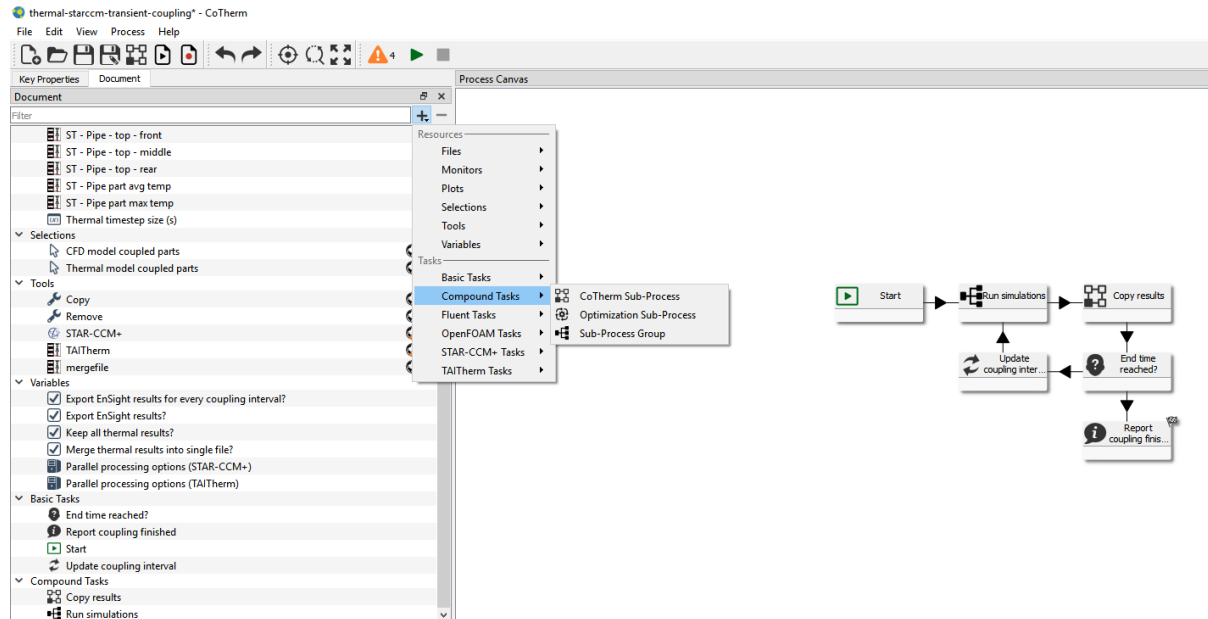 thermal-starccm-transient-coupling* - CoTherm
File Edit View Process Help
4
Key Properties Document
Process Canvas
Document
Filter
ST - Pipe - top - front
ST - Pipe - top - middle
ST - Pipe - top - rear
ST - Pipe part avg temp
ST - Pipe part max temp
Thermal timestep size (s)
Selections
CFD model coupled parts
Thermal model coupled parts
Tools
Copy
Remove
STAR-CCM+
TAITherm
mergefile
Variables
Export EnSight results for every coupling interval?
Export EnSight results?
Keep all thermal results?
Merge thermal results into single file?
Parallel processing options (STAR-CCM+)
Parallel processing options (TAITherm)
Basic Tasks
End time reached?
Report coupling finished
Start
Update coupling interval
Compound Tasks
Copy results
Run simulations
Resources
Files
Monitors
Plots
Selections
Tools
Variables
Tasks
Basic Tasks
Compound Tasks
Fluent Tasks
OpenFOAM Tasks
STAR-CCM+ Tasks
TAITherm Tasks
CoTherm Sub-Process
Optimization Sub-Process
Sub-Process Group
Start
Run simulations
Copy results
Update
coupling inter...
End time
reached?
Report
coupling finis...